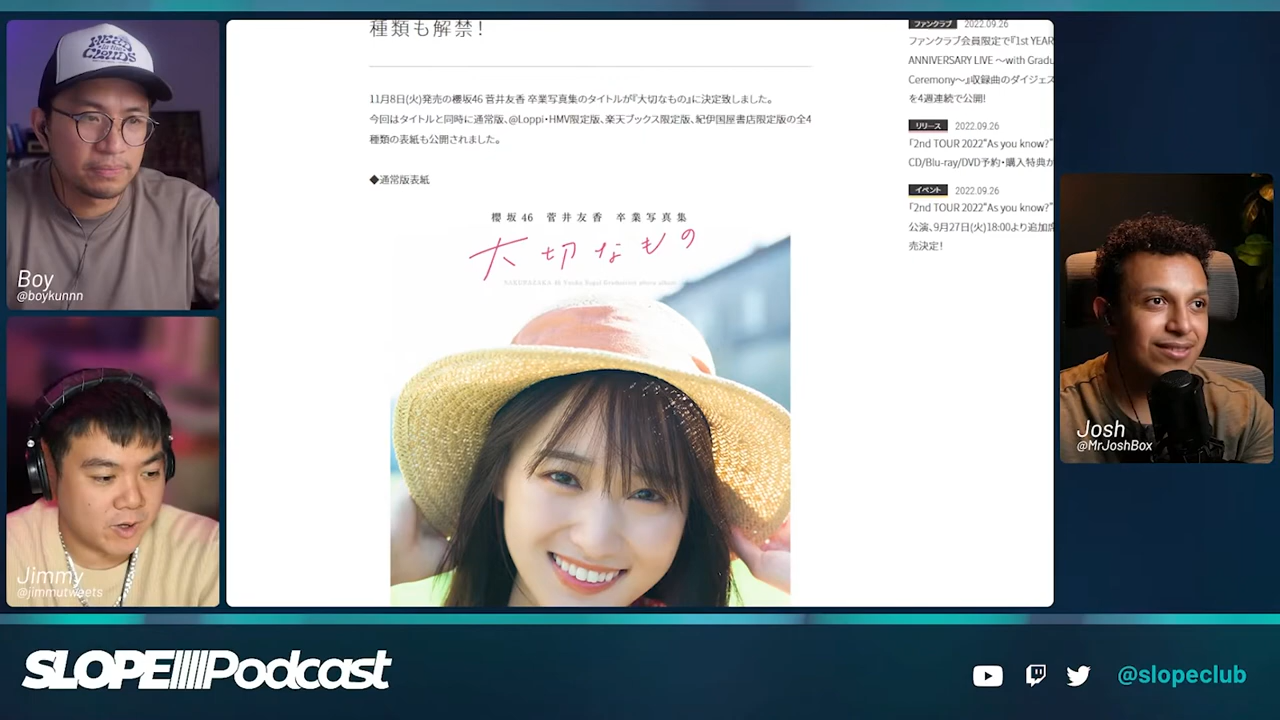 HEAD
IN THE
CLOUDS
Boy
@boykunnn
Jimmy
@jimmutweets
種類も解禁！
11月8日(火)発売の櫻坂46 菅井友香 卒業写真集のタイトルが『大切なもの』に決定致しました。
今回はタイトルと同時に通常版、@Loppi・HMV限定版、楽天ブックス限定版、紀伊国屋書店限定版の全4
種類の表紙も公開されました。
◆通常版表紙
櫻坂46 菅井友香 卒業写真集
大切なもの
ファンクラブ 2022.09.26
ファンクラブ会員限定で『1st YEAR
ANNIVERSARY LIVE ～with Gradu
Ceremony～』収録曲のダイジェス
を4週連続で公開!
リリース 2022.09.26
「2nd TOUR 2022"As you know?"
CD/Blu-ray/DVD予約・購入特典か
イベント 2022.09.26
「2nd TOUR 2022"As you know?"
公演、9月27日(火)18:00より追加席
売決定！
Josh
@MrJoshBox
SLOPE Podcast
@slopeclub